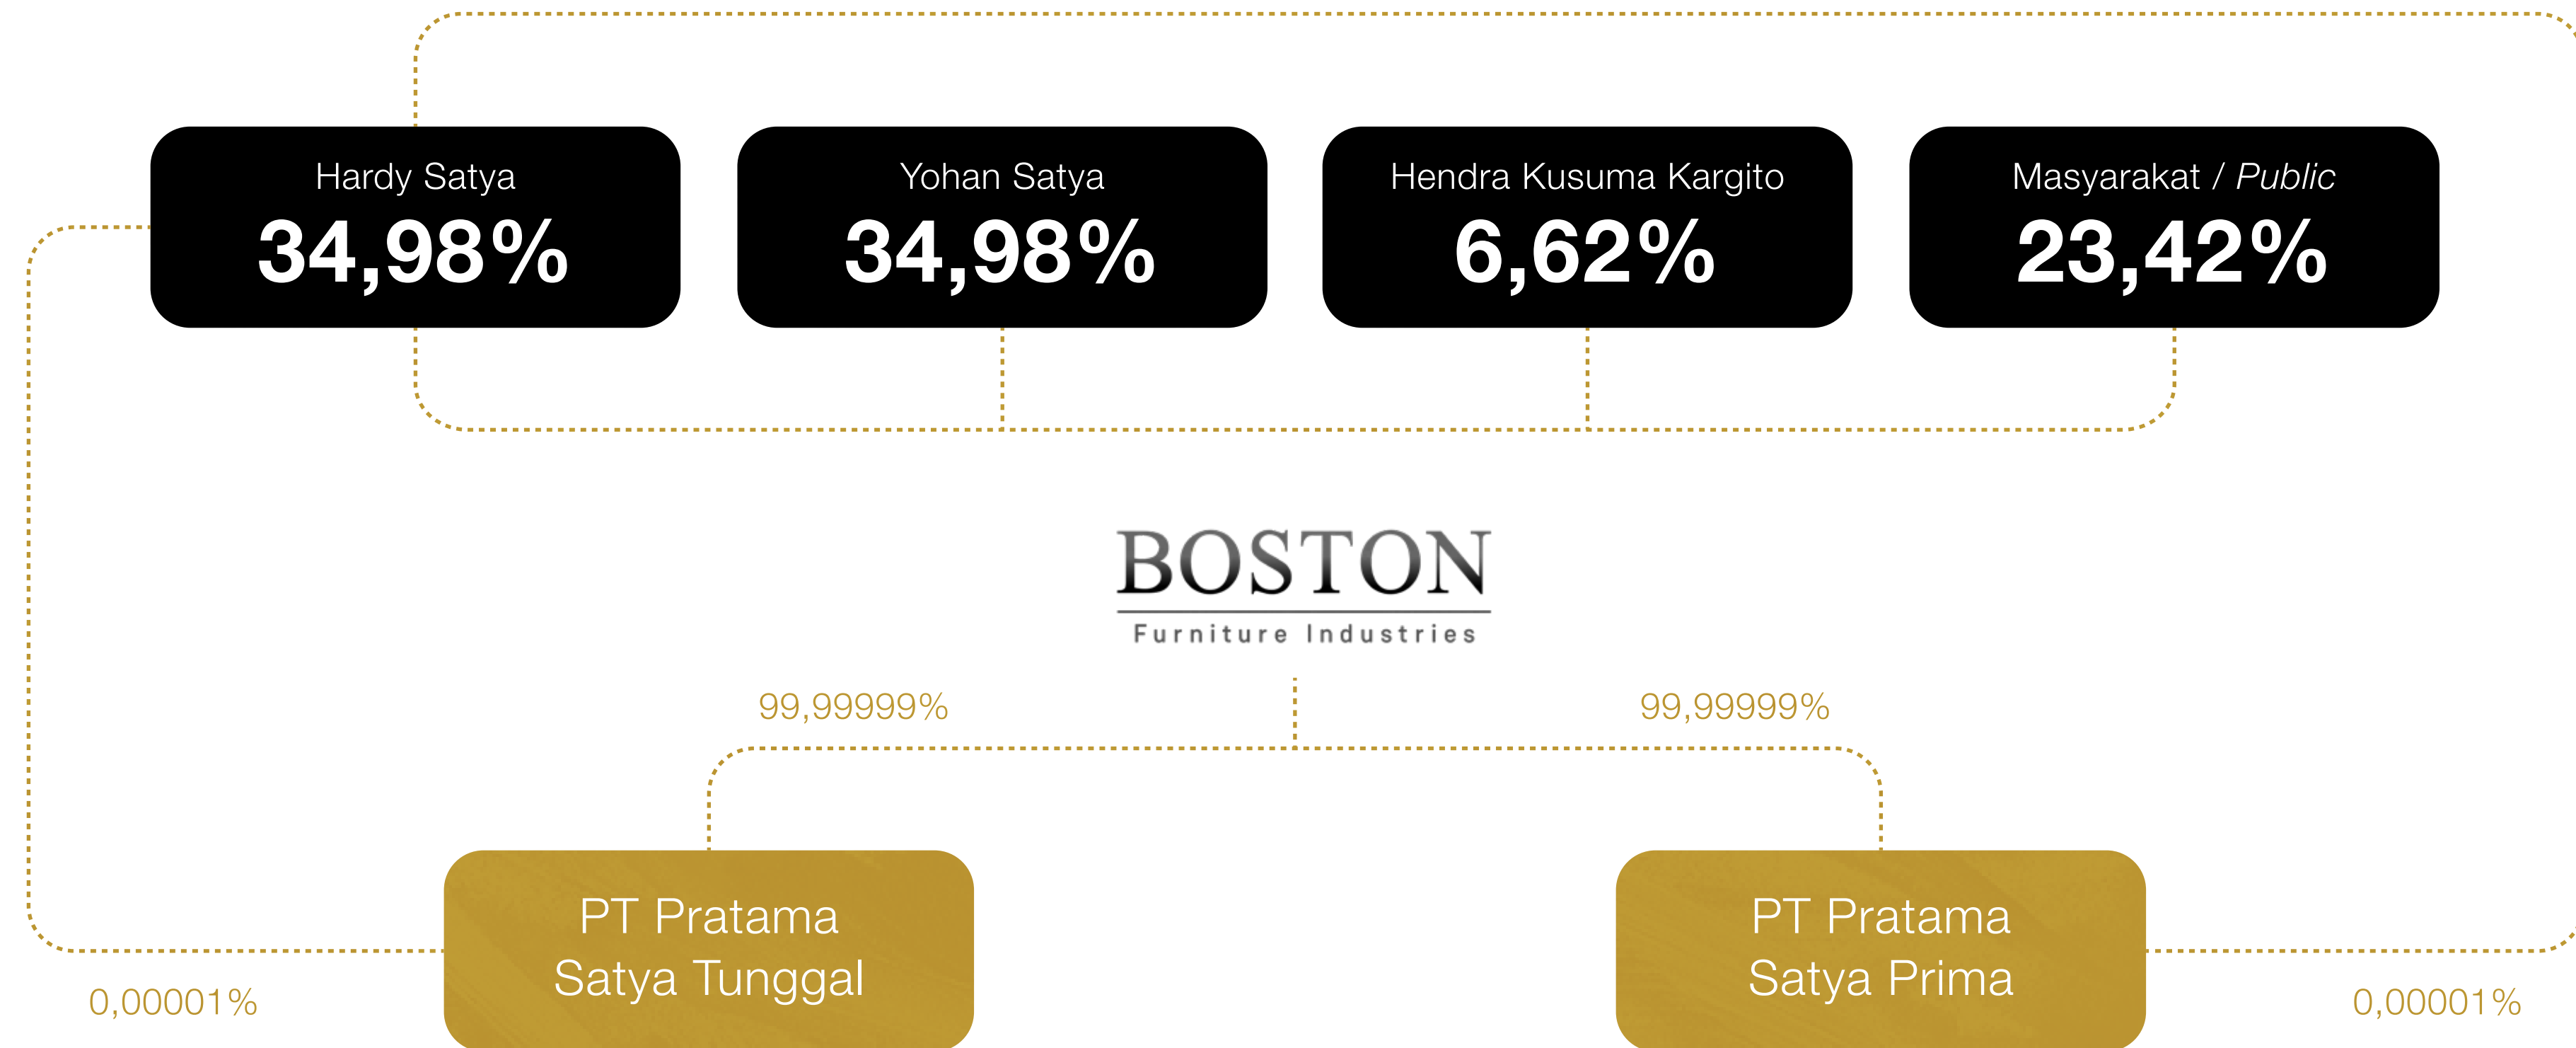 Hardy Satya
34,98%
Yohan Satya
34,98%
Hendra Kusuma Kargito
6,62%
Masyarakat / Public
23,42%
BOSTON
Furniture Industries
99,99999%
99,99999%
PT Pratama
Satya Tunggal
PT Pratama
Satya Prima
0,00001%
0,00001%